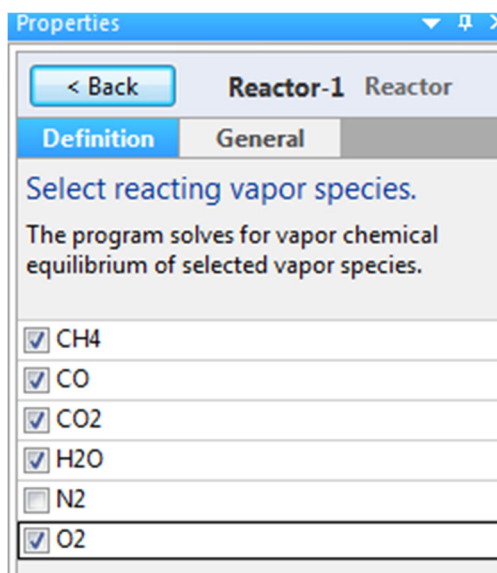 Properties
< Back Reactor-1 Reactor
Definition General
Select reacting vapor species.
The program solves for vapor chemical
equilibrium of selected vapor species.
CH4
CO
CO2
H2O
N2
O2